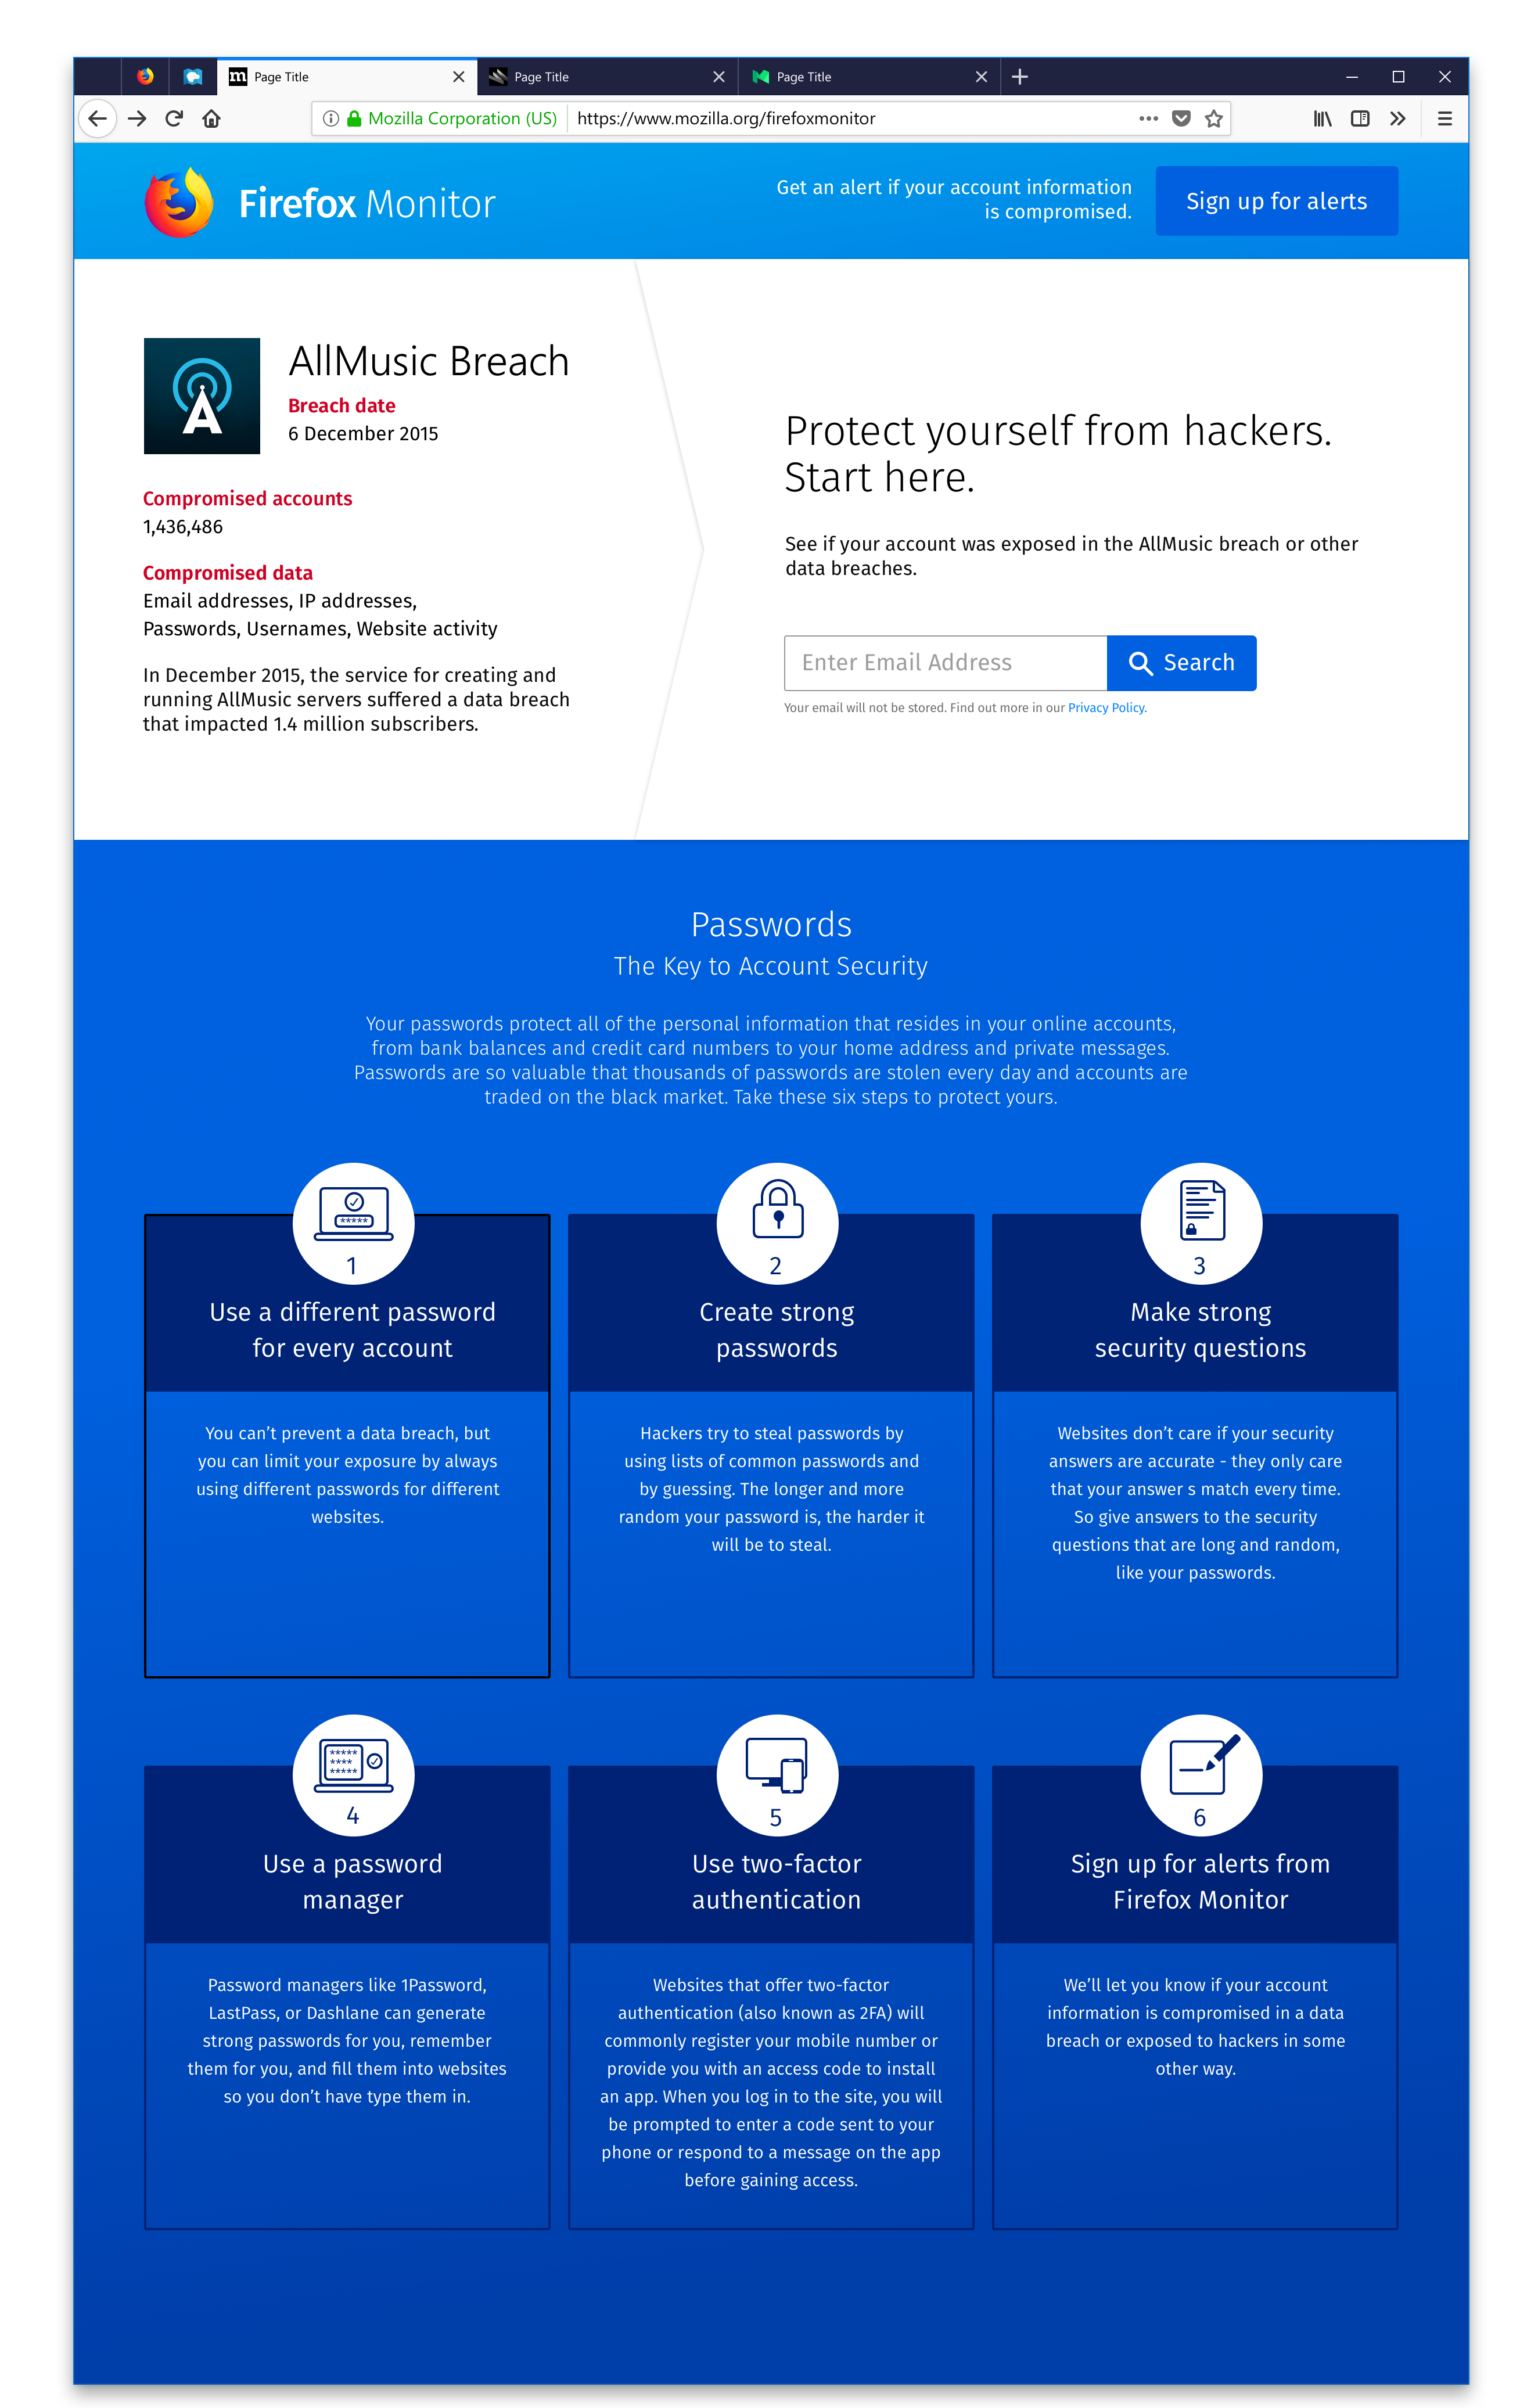 Page Title
Page Title
Page Title
Mozilla Corporation (US)
https://www.mozilla.org/firefoxmonitor
Firefox Monitor
Get an alert if your account information
is compromised.
Sign up for alerts
AllMusic Breach
Breach date
6 December 2015
Compromised accounts
1,436,486
Compromised data
Email addresses, IP addresses,
Passwords, Usernames, Website activity
In December 2015, the service for creating and
running AllMusic servers suffered a data breach
that impacted 1.4 million subscribers.
Protect yourself from hackers.
Start here.
See if your account was exposed in the AllMusic breach or other
data breaches.
Enter Email Address
Search
Your email will not be stored. Find out more in our Privacy Policy.
Passwords
The Key to Account Security
Your passwords protect all of the personal information that resides in your online accounts,
from bank balances and credit card numbers to your home address and private messages.
Passwords are so valuable that thousands of passwords are stolen every day and accounts are
traded on the black market. Take these six steps to protect yours.
1
Use a different password
for every account
You can’t prevent a data breach, but
you can limit your exposure by always
using different passwords for different
websites.
2
Create strong
passwords
Hackers try to steal passwords by
using lists of common passwords and
by guessing. The longer and more
random your password is, the harder it
will be to steal.
3
Make strong
security questions
Websites don’t care if your security
answers are accurate - they only care
that your answer s match every time.
So give answers to the security
questions that are long and random,
like your passwords.
4
Use a password
manager
Password managers like 1Password,
LastPass, or Dashlane can generate
strong passwords for you, remember
them for you, and fill them into websites
so you don’t have type them in.
5
Use two-factor
authentication
Websites that offer two-factor
authentication (also known as 2FA) will
commonly register your mobile number or
provide you with an access code to install
an app. When you log in to the site, you will
be prompted to enter a code sent to your
phone or respond to a message on the app
before gaining access.
6
Sign up for alerts from
Firefox Monitor
We’ll let you know if your account
information is compromised in a data
breach or exposed to hackers in some
other way.